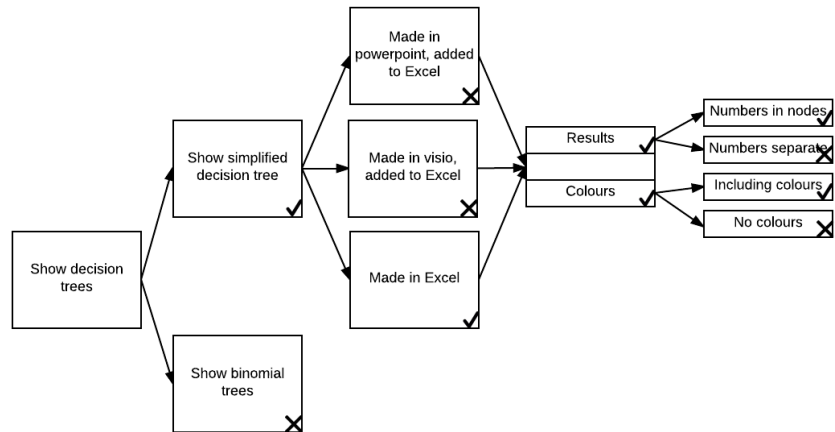 Made in
powerpoint, added
to Excel
Numbers in nodes
Results
Numbers separate
Show simplified
decision tree
Made in visio,
added to Excel
Including colours
Colours
No colours
Show decision
trees
Made in Excel
Show binomial
trees